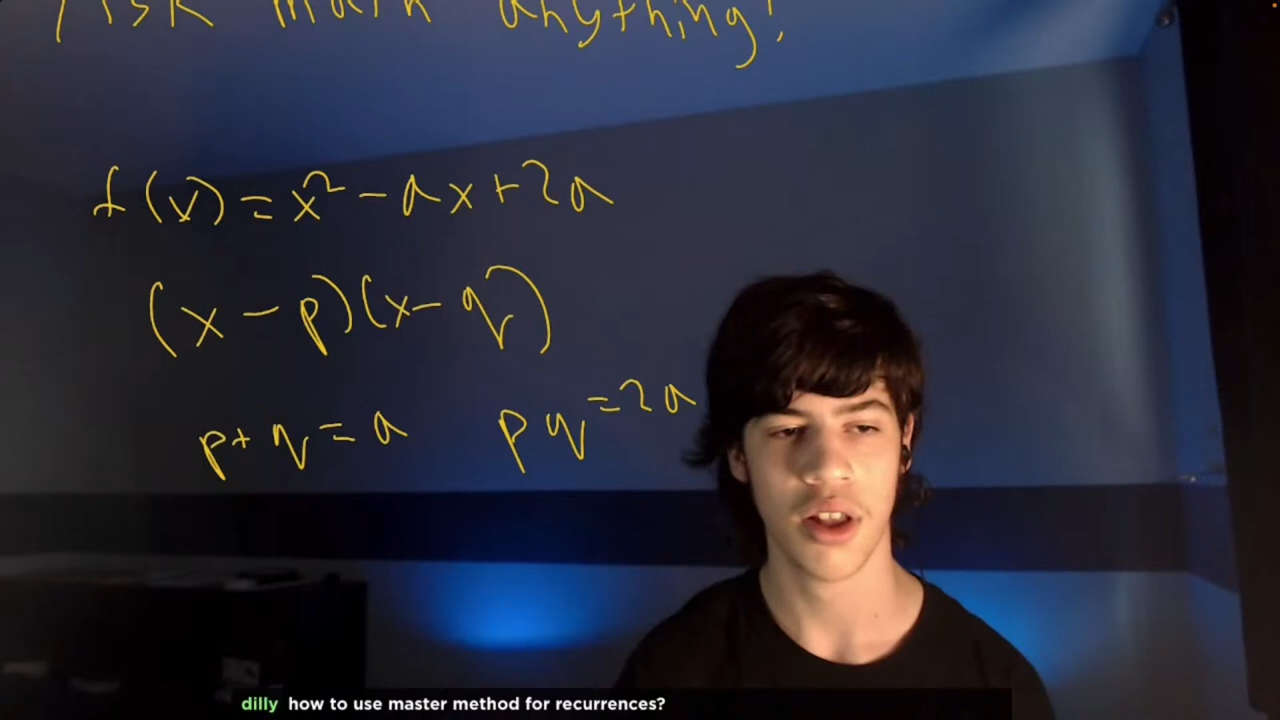 Ask math anything!
f(x) = x² - ax + 2a
(x - p)(x - q)
p + q = a pq = 2a
dilly how to use master method for recurrences?